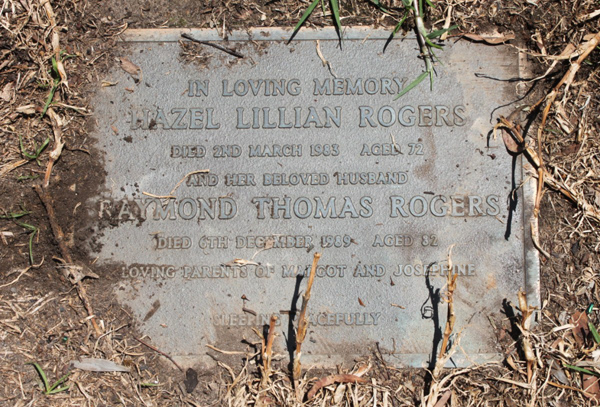 IN LOVING MEMORY
HAZEL LILLIAN ROGERS
DIED 2ND MARCH 1983 AGED 72
AND HER BELOVED HUSBAND
RAYMOND THOMAS ROGERS
DIED 6TH DECEMBER 1989 AGED 82
LOVING PARENTS OF MARGOT AND JOSEPHINE
SLEEPING PEACEFULLY